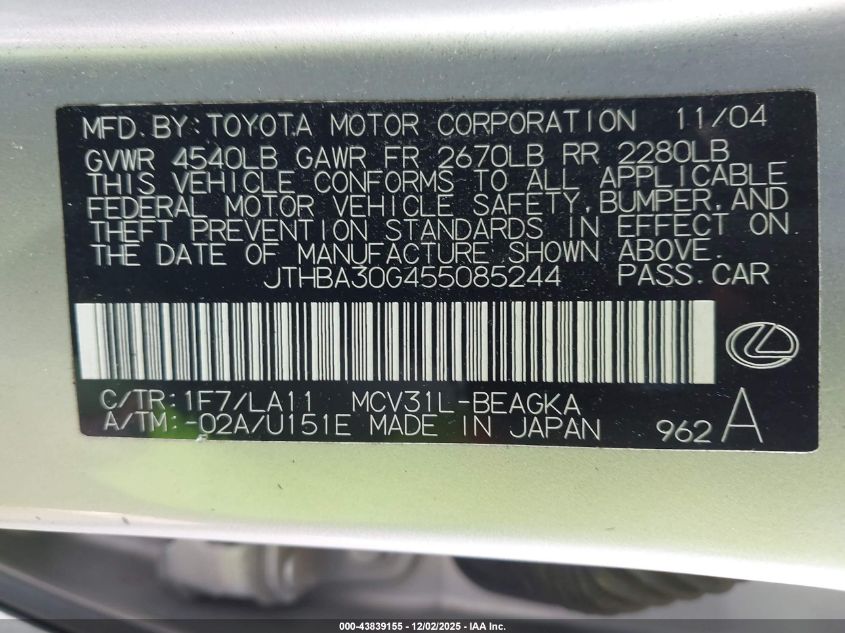 MFD. BY: TOYOTA MOTOR CORPORATION 11/04
GVWR 4540LB GAWR FR 2670LB RR 2280LB
THIS VEHICLE CONFORMS TO ALL APPLICABLE
FEDERAL MOTOR VEHICLE SAFETY, BUMPER, AND
THEFT PREVENTION STANDARDS IN EFFECT ON
THE DATE OF MANUFACTURE SHOWN ABOVE.
JTHBA30G455085244 PASS. CAR
C/TR: 1F7/LA11 MCV31L-BEAGKA
A/TM: -02A/U151E MADE IN JAPAN 962 A
000-43839155 - 12/02/2025 - IAA Inc.